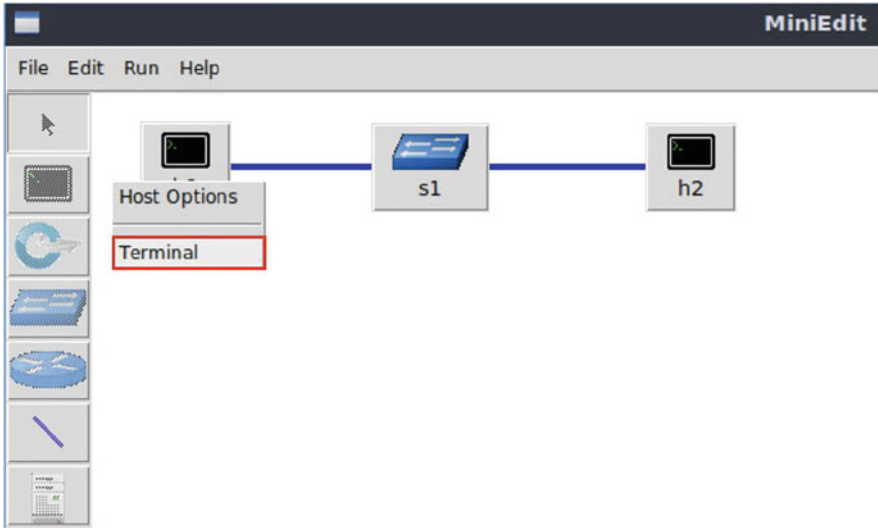 MiniEdit
File Edit Run Help
s1
h2
Host Options
Terminal